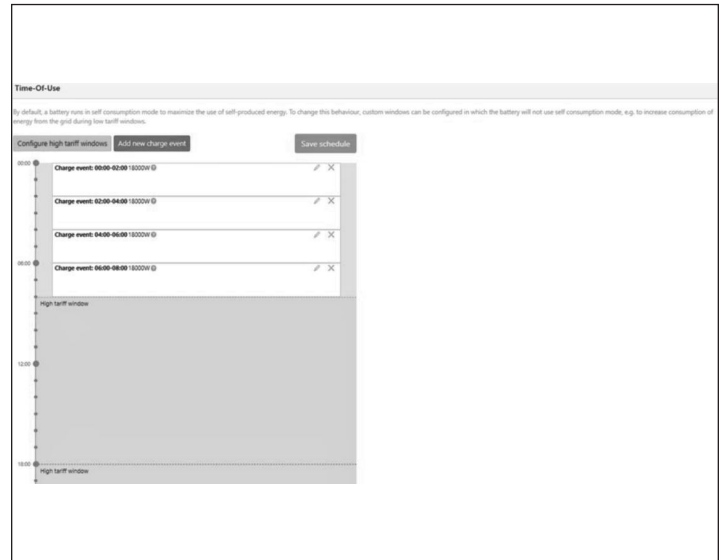 Time-Of-Use
By default, a battery runs in self consumption mode to maximize the use of self-produced energy. To change this behaviour, custom windows can be configured in which the battery will not use self consumption mode, e.g. to increase consumption of
energy from the grid during low tariff windows.
Configure high tariff windows Add new charge event Save schedule
00:00 Charge event: 00:00-02:00 18000W
Charge event: 02:00-04:00 18000W
Charge event: 04:00-06:00 18000W
06:00 Charge event: 06:00-08:00 18000W
High tariff window
12:00
18:00
High tariff window